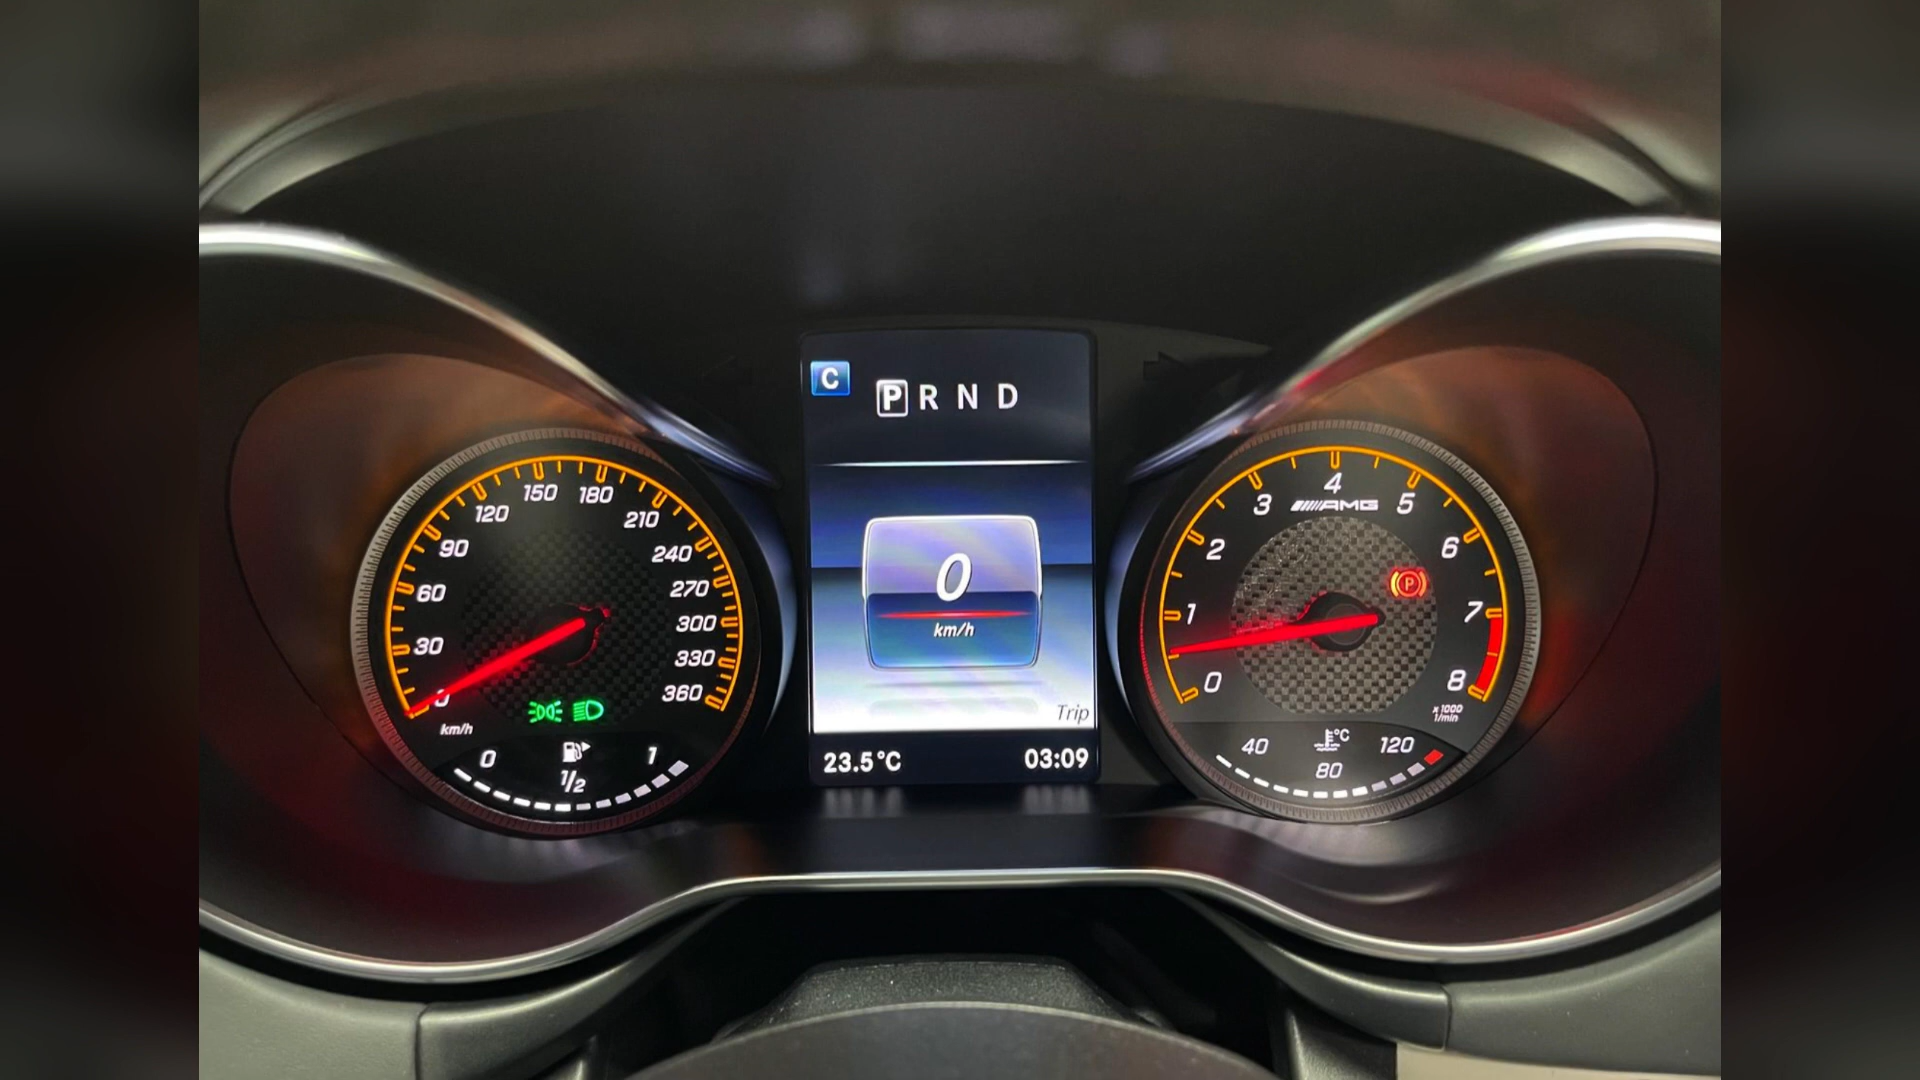 C
P R N D
150 180
120 210
90 240
60 270
30 300
330
0 360
km/h
0 1
1/2
0
km/h
Trip
23.5°C 03:09
4
3 AMG 5
2 6
P
1 7
0 8
x 1000
1/min
40 °C 120
80